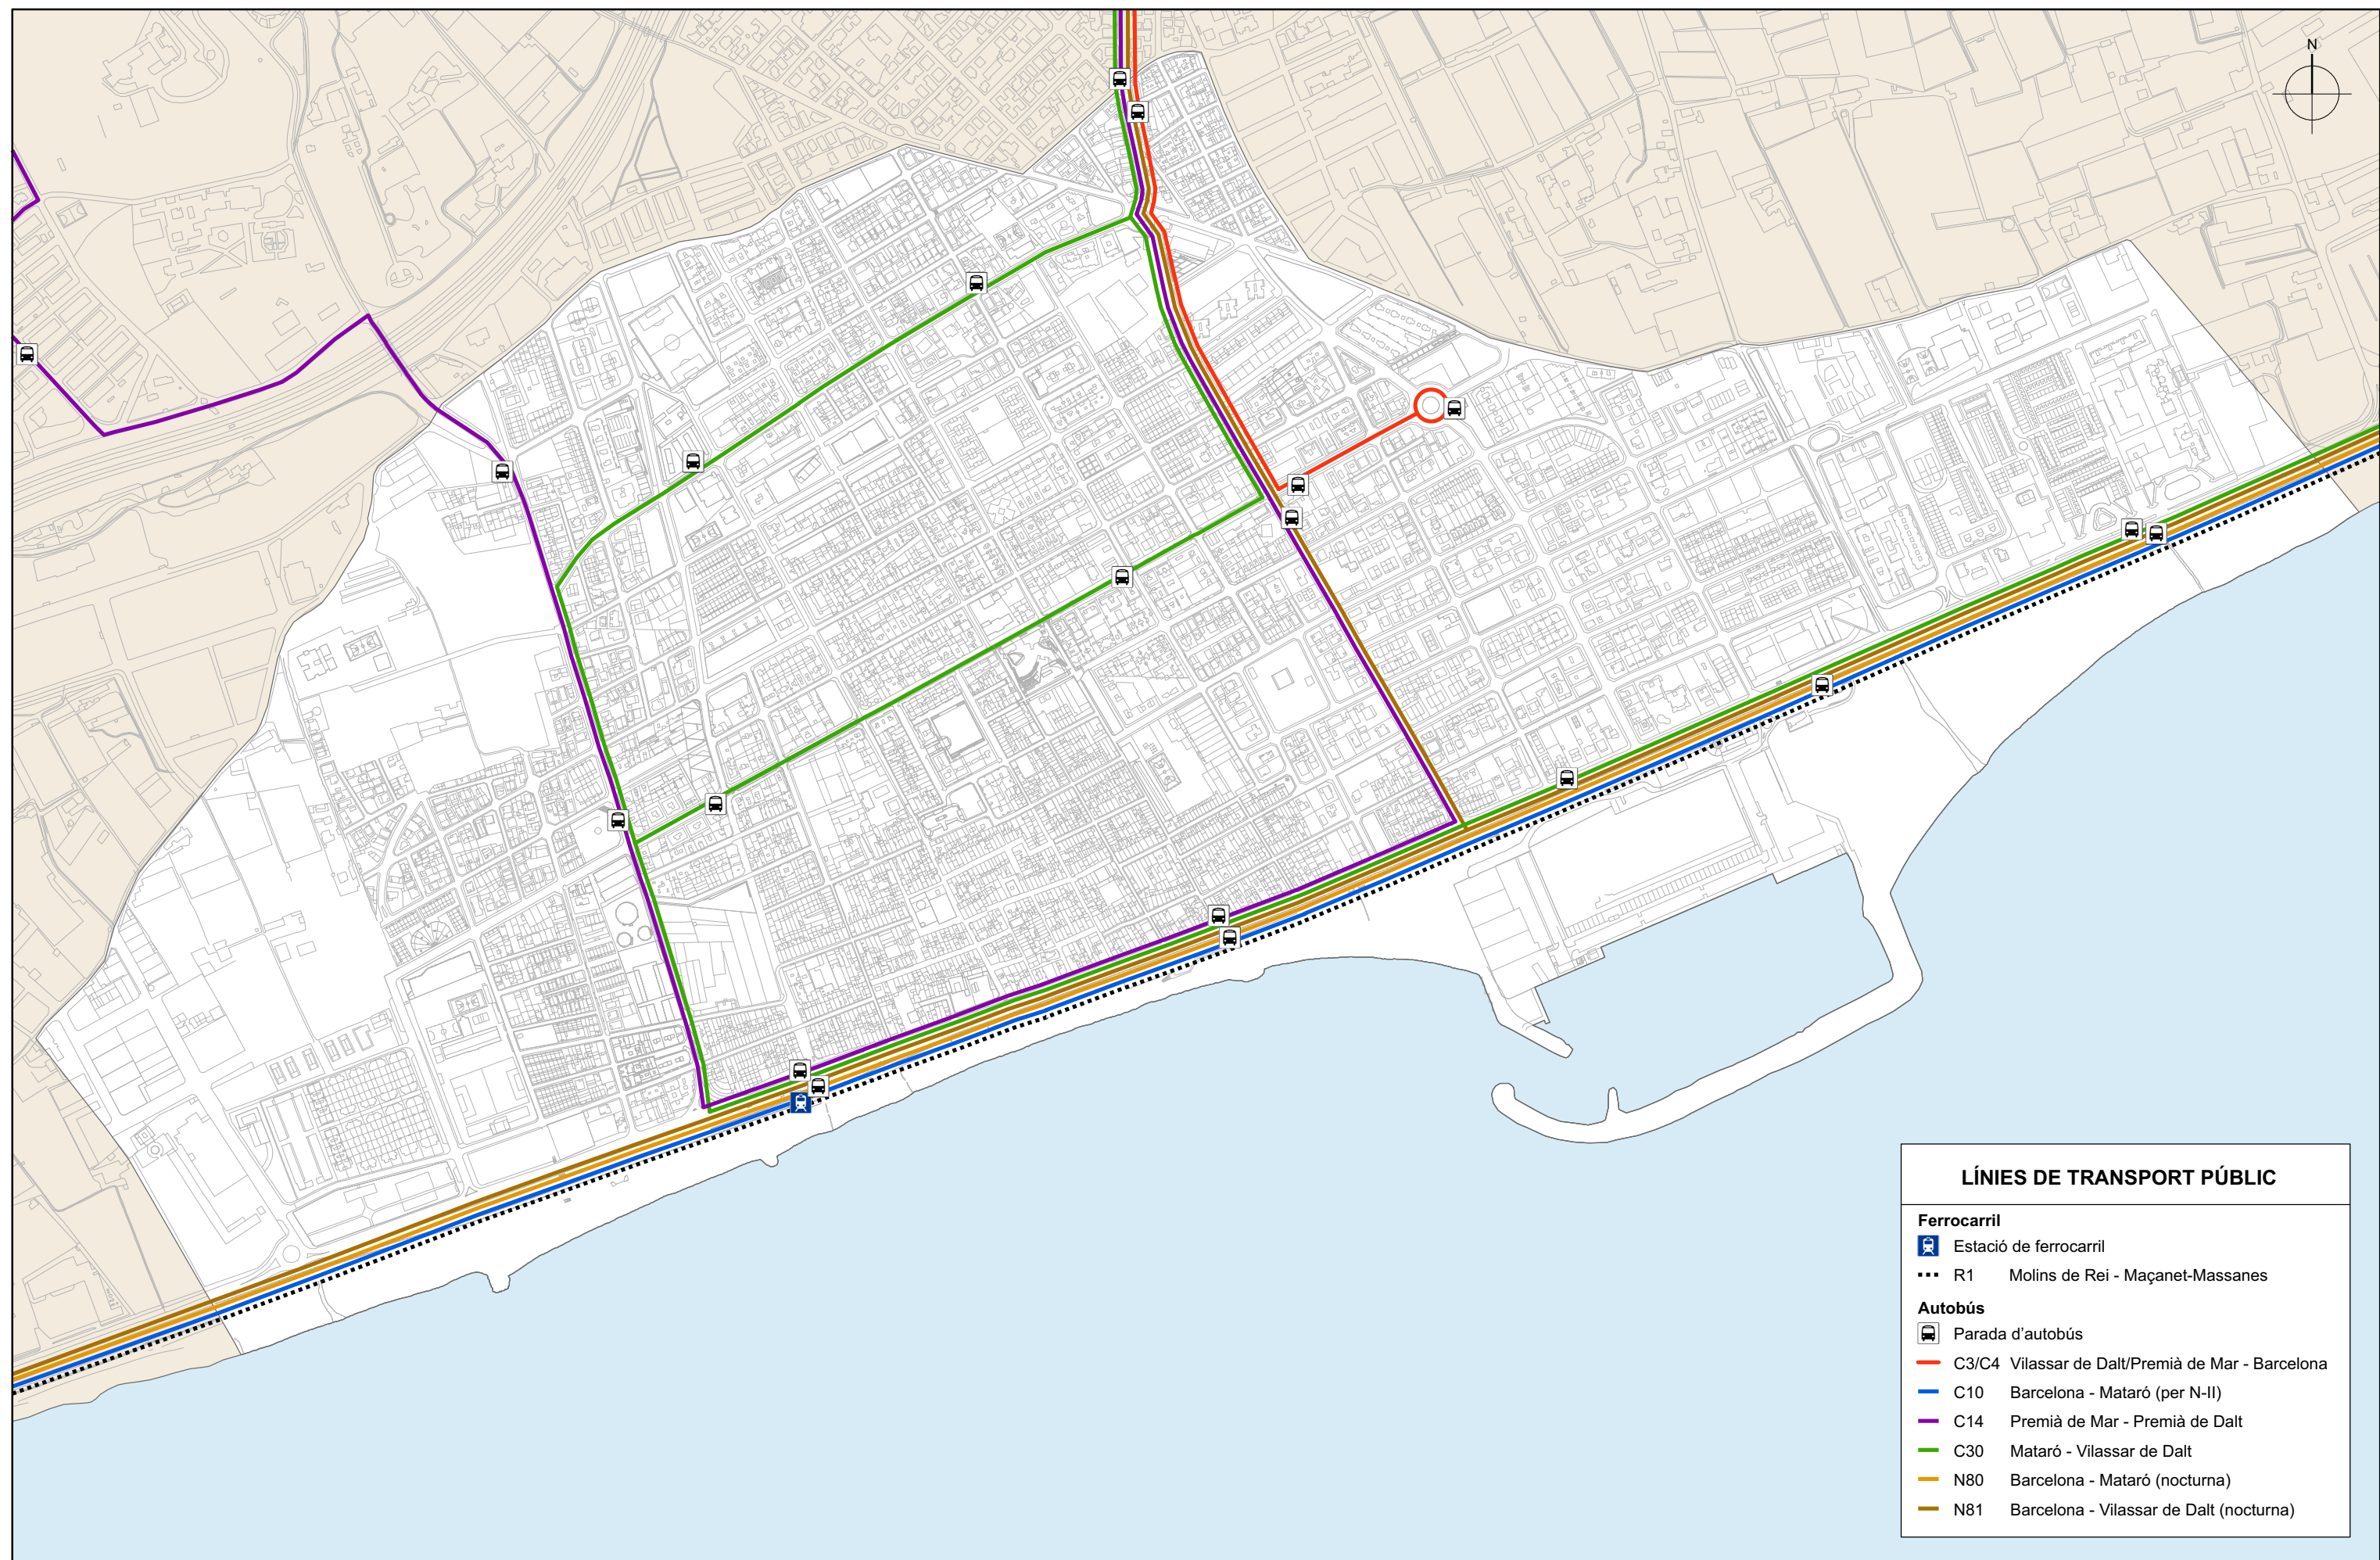 N
LÍNIES DE TRANSPORT PÚBLIC
Ferrocarril
Estació de ferrocarril
R1 Molins de Rei - Maçanet-Massanes
Autobús
Parada d’autobús
C3/C4 Vilassar de Dalt/Premià de Mar - Barcelona
C10 Barcelona - Mataró (per N-II)
C14 Premià de Mar - Premià de Dalt
C30 Mataró - Vilassar de Dalt
N80 Barcelona - Mataró (nocturna)
N81 Barcelona - Vilassar de Dalt (nocturna)